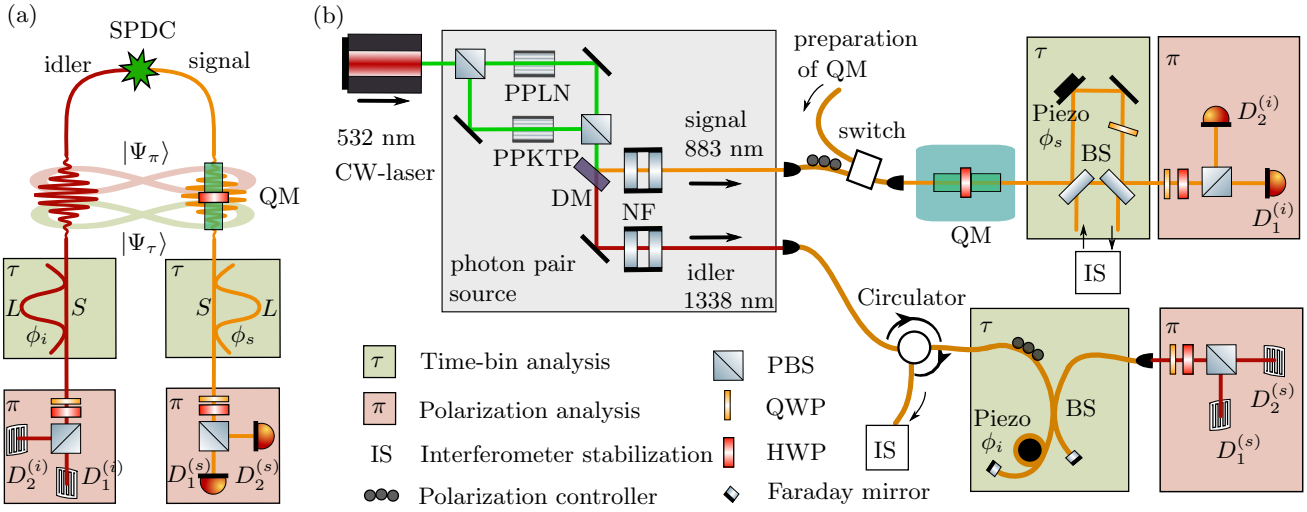 (a)
SPDC
idler
signal
|Ψπ⟩
QM
|Ψτ⟩
τ
L
S
ϕi
τ
S
L
ϕs
π
D2(i)
D1(i)
π
D1(s)
D2(s)
(b)
532 nm
CW-laser
PPLN
PPKTP
DM
NF
photon pair
source
signal
883 nm
idler
1338 nm
preparation
of QM
switch
QM
τ
Piezo
ϕs
BS
IS
π
D2(i)
D1(i)
Circulator
IS
τ
Piezo
ϕi
BS
π
D2(s)
D1(s)
τ Time-bin analysis
π Polarization analysis
IS Interferometer stabilization
Polarization controller
PBS
QWP
HWP
Faraday mirror